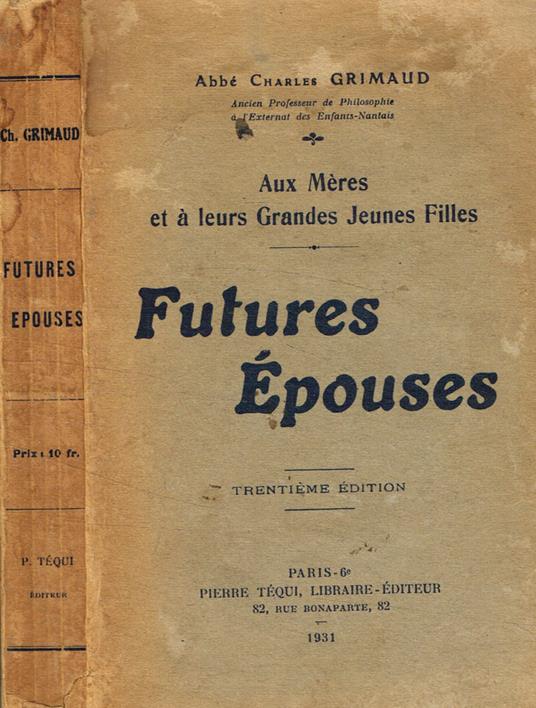 Ch. GRIMAUD
FUTURES
EPOUSES
Prix : 10 fr.
P. TÉQUI
ÉDITEUR
Abbé CHARLES GRIMAUD
Ancien Professeur de Philosophie
à l'Externat des Enfants-Nantais
Aux Mères
et à leurs Grandes Jeunes Filles
Futures
Épouses
TRENTIÈME ÉDITION
PARIS-6e
PIERRE TÉQUI, LIBRAIRE-ÉDITEUR
82, RUE BONAPARTE, 82
1931